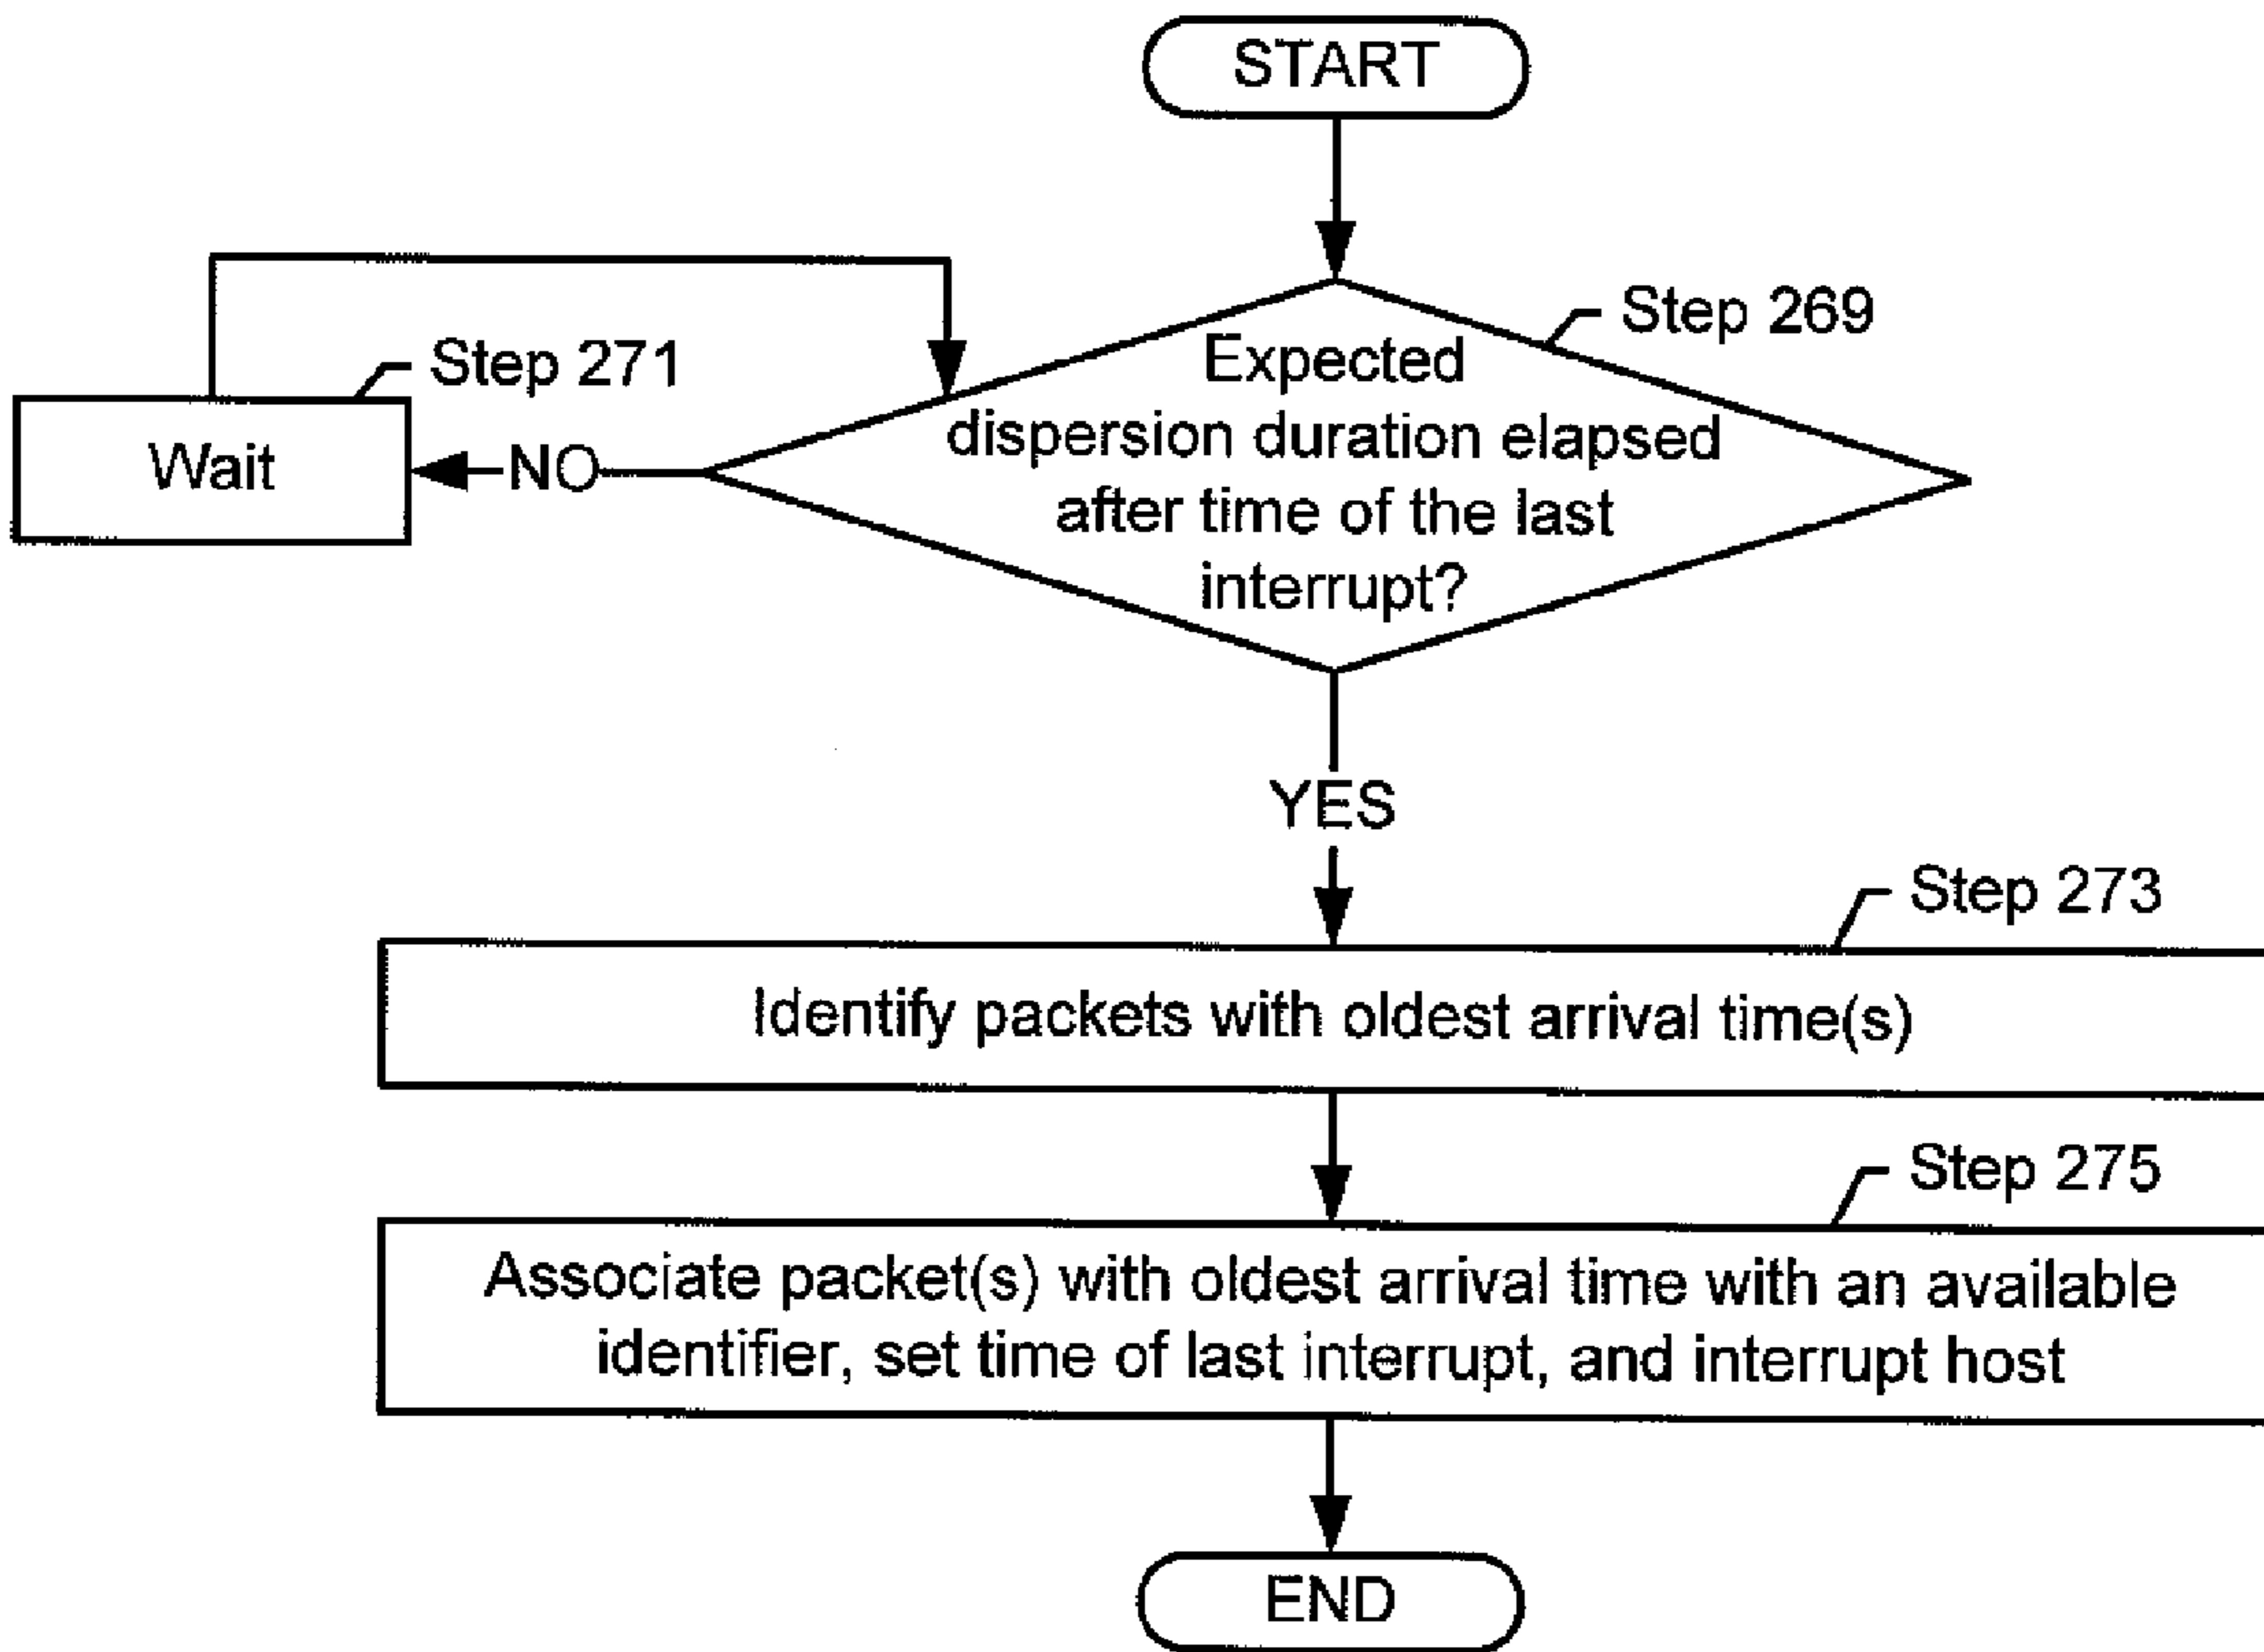 START
Step 269
Expected
dispersion duration elapsed
after time of the last
interrupt?
Step 271
Wait
NO
YES
Step 273
Identify packets with oldest arrival time(s)
Step 275
Associate packet(s) with oldest arrival time with an available
identifier, set time of last interrupt, and interrupt host
END